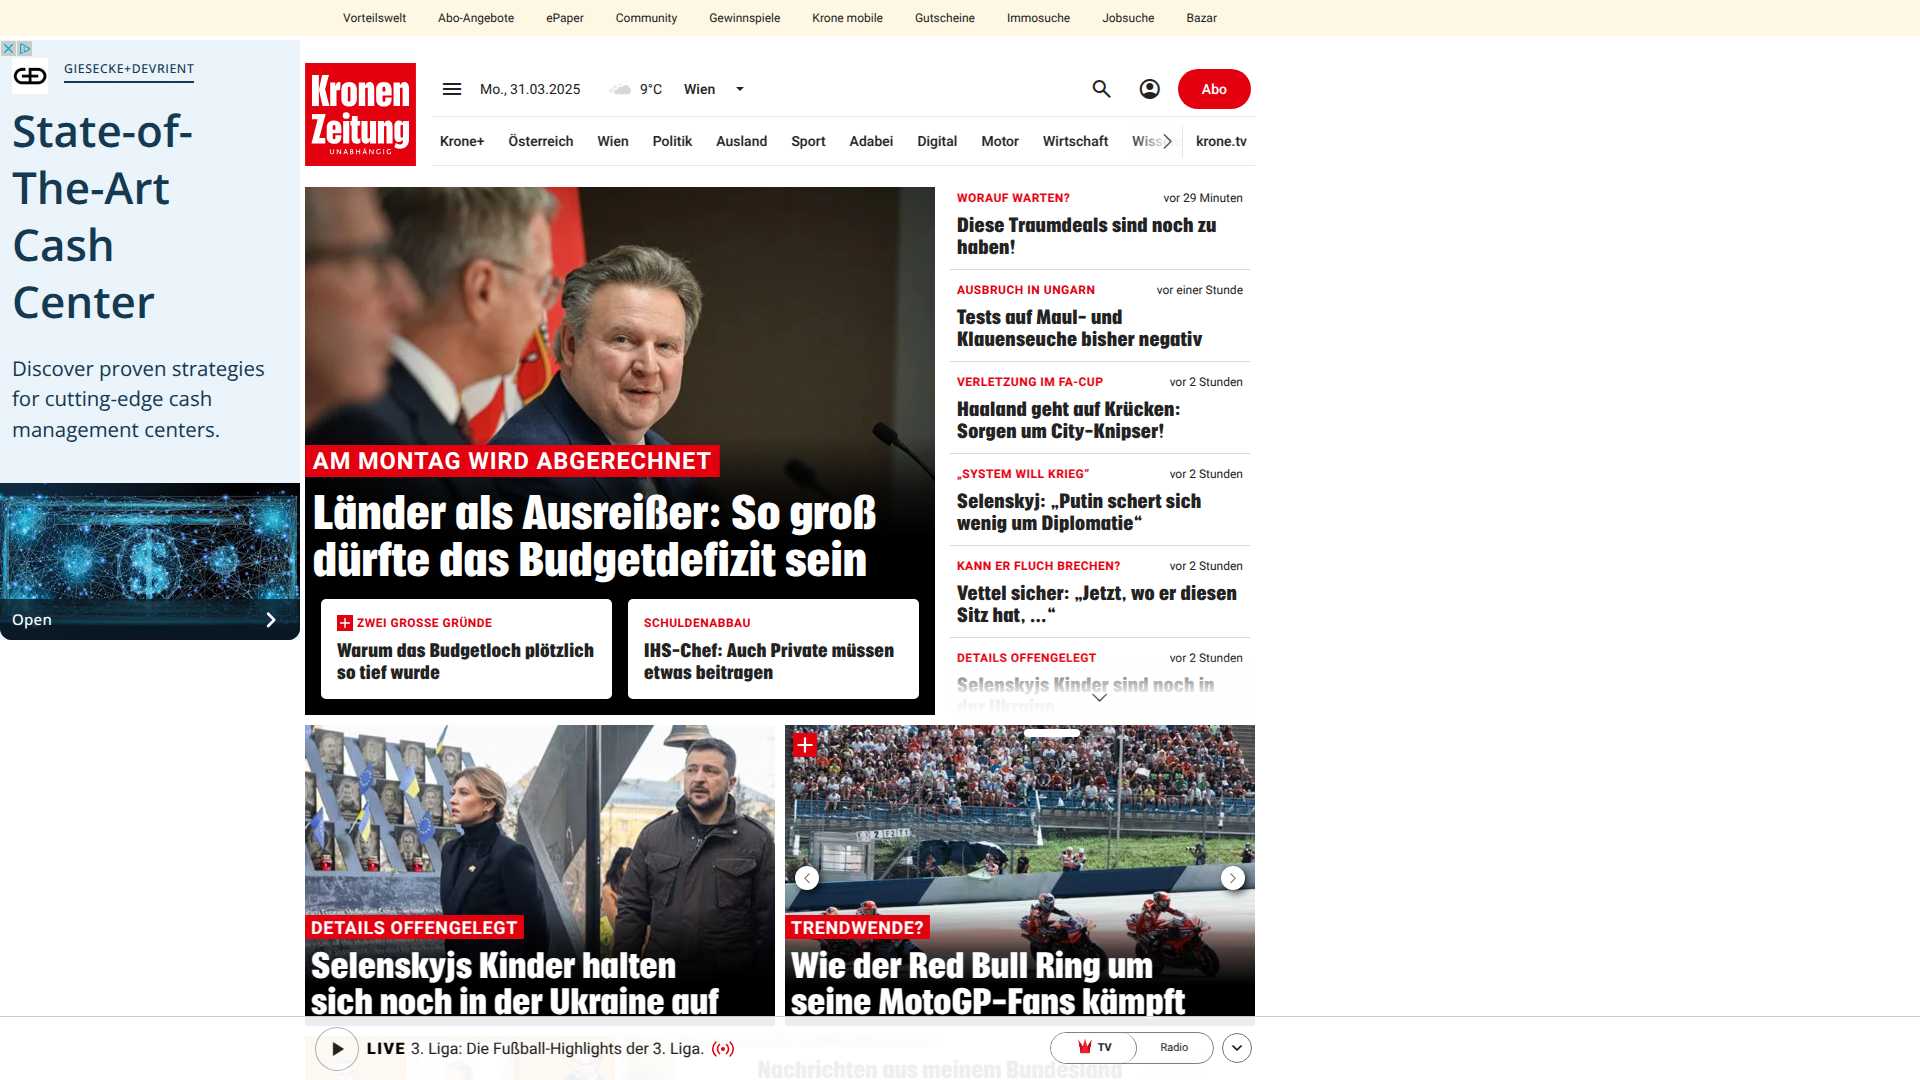 Vorteilswelt Abo-Angebote ePaper Community Gewinnspiele Krone mobile Gutscheine Immosuche Jobsuche Bazar
GIESECKE+DEVRIENT
State-of-
The-Art
Cash
Center
Discover proven strategies
for cutting-edge cash
management centers.
Open
Kronen
Zeitung
UNABHÄNGIG
Mo., 31.03.2025 9°C Wien
Abo
Krone+ Österreich Wien Politik Ausland Sport Adabei Digital Motor Wirtschaft Wiss krone.tv
AM MONTAG WIRD ABGERECHNET
Länder als Ausreißer: So groß
dürfte das Budgetdefizit sein
ZWEI GROSSE GRÜNDE
Warum das Budgetloch plötzlich
so tief wurde
SCHULDENABBAU
IHS-Chef: Auch Private müssen
etwas beitragen
WORAUF WARTEN? vor 29 Minuten
Diese Traumdeals sind noch zu
haben!
AUSBRUCH IN UNGARN vor einer Stunde
Tests auf Maul- und
Klauenseuche bisher negativ
VERLETZUNG IM FA-CUP vor 2 Stunden
Haaland geht auf Krücken:
Sorgen um City-Knipser!
„SYSTEM WILL KRIEG“ vor 2 Stunden
Selenskyj: „Putin schert sich
wenig um Diplomatie“
KANN ER FLUCH BRECHEN? vor 2 Stunden
Vettel sicher: „Jetzt, wo er diesen
Sitz hat, ...“
DETAILS OFFENGELEGT vor 2 Stunden
Selenskyjs Kinder sind noch in
der Ukraine
DETAILS OFFENGELEGT
Selenskyjs Kinder halten
sich noch in der Ukraine auf
TRENDWENDE?
Wie der Red Bull Ring um
seine MotoGP-Fans kämpft
LIVE 3. Liga: Die Fußball-Highlights der 3. Liga.
TV Radio
Nachrichten aus meinem Bundesland